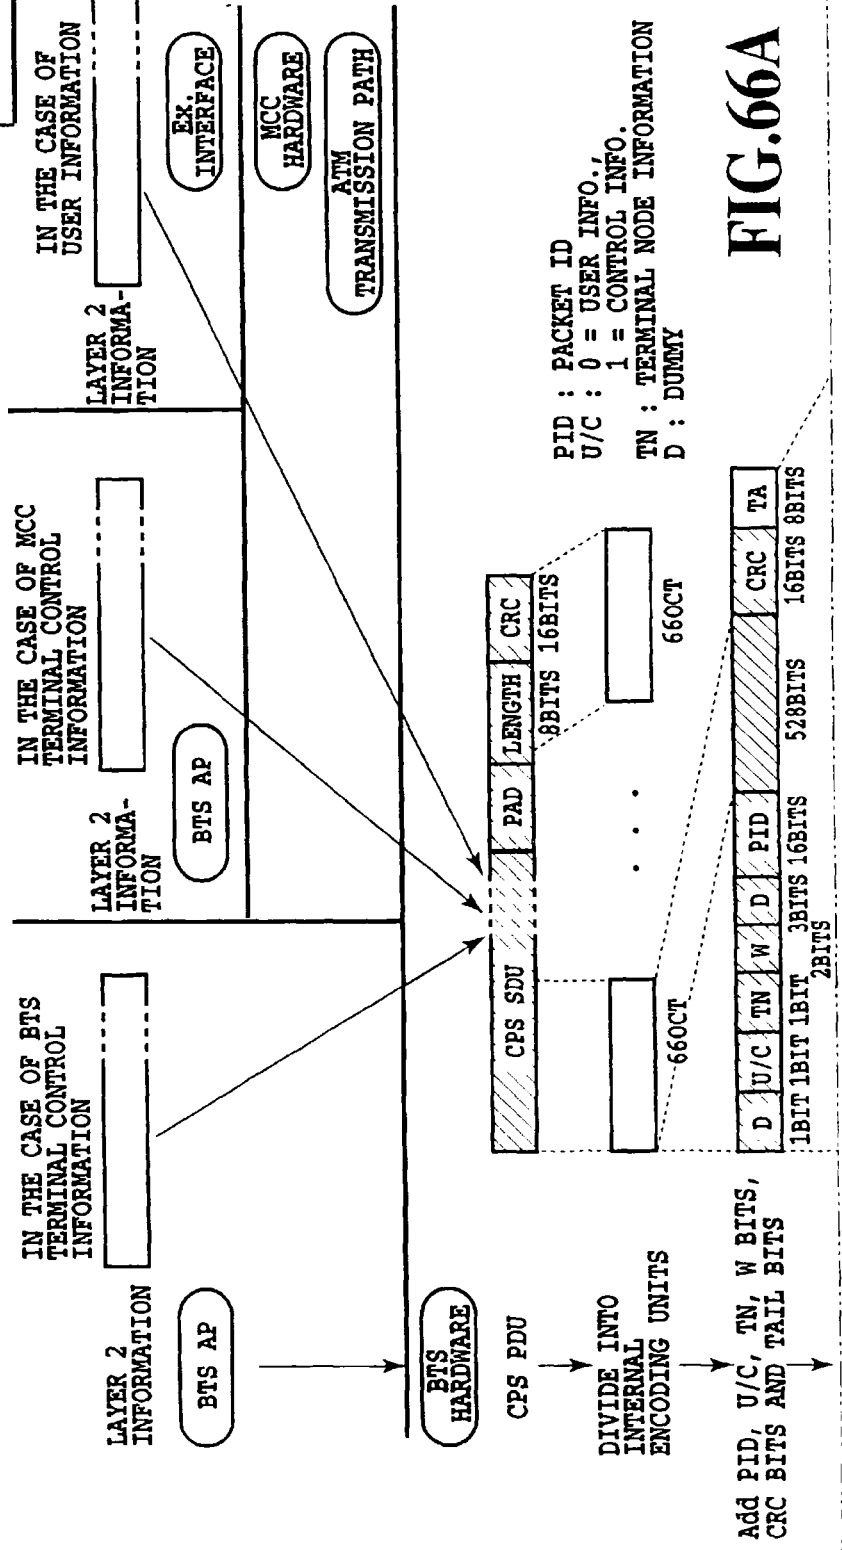 IN THE CASE OF BTS
TERMINAL CONTROL
INFORMATION
LAYER 2
INFORMATION
BTS AP
IN THE CASE OF MCC
TERMINAL CONTROL
INFORMATION
LAYER 2
INFORMA-
TION
BTS AP
IN THE CASE OF
USER INFORMATION
LAYER 2
INFORMA-
TION
EX.
INTERFACE
MCC
HARDWARE
ATM
TRANSMISSION PATH
BTS
HARDWARE
CPS PDU
CPS SDU
PAD
LENGTH
CRC
8BITS
16BITS
DIVIDE INTO
INTERNAL
ENCODING UNITS
66OCT
66OCT
PID : PACKET ID
U/C : 0 = USER INFO.,
1 = CONTROL INFO.
TN : TERMINAL NODE INFORMATION
D : DUMMY
Add PID, U/C, TN, W BITS,
CRC BITS AND TAIL BITS
D
U/C
TN
W
D
PID
CRC
TA
1BIT
1BIT
1BIT
2BITS
3BITS
16BITS
528BITS
16BITS
8BITS
FIG.66A